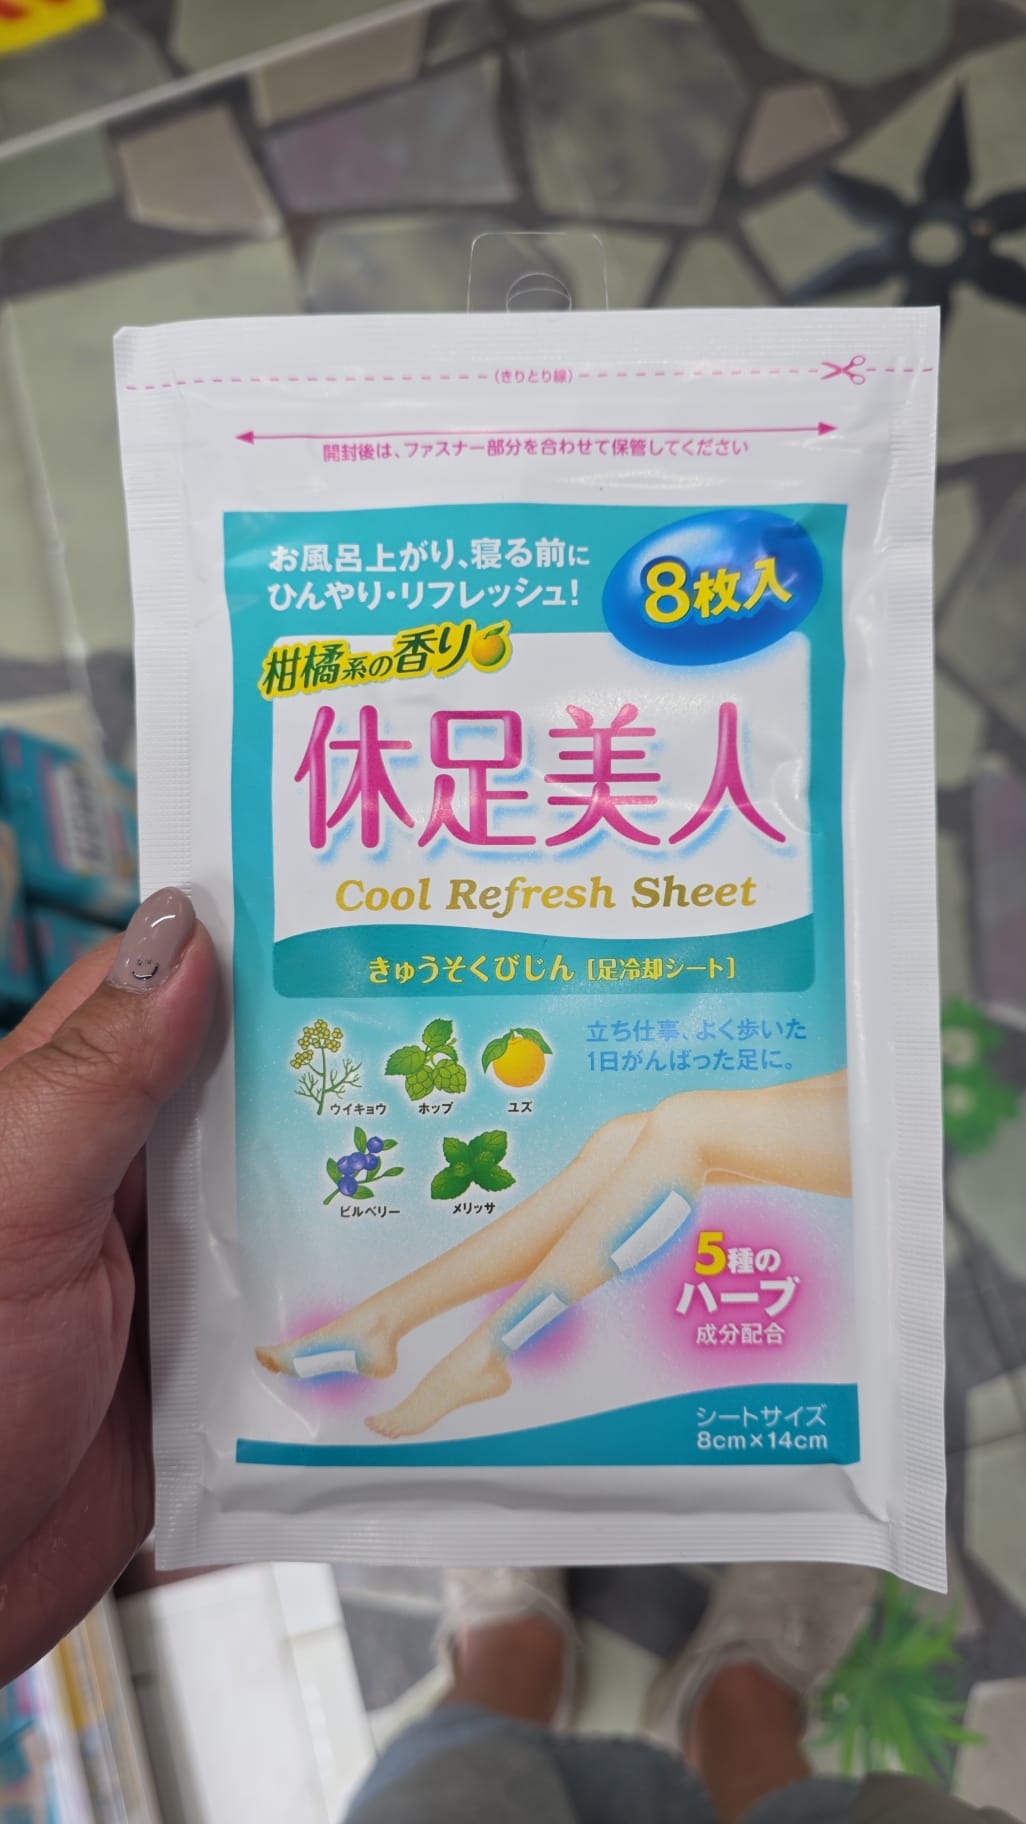 (きりとり線)
開封後は、ファスナー部分を合わせて保管してください
お風呂上がり、寝る前に
ひんやり・リフレッシュ!
8枚入
柑橘系の香り
休足美人
Cool Refresh Sheet
きゅうそくびじん [足冷却シート]
立ち仕事、よく歩いた
1日がんばった足に。
ウイキョウ
ホップ
ユズ
ビルベリー
メリッサ
5種の
ハーブ
成分配合
シートサイズ
8cm×14cm